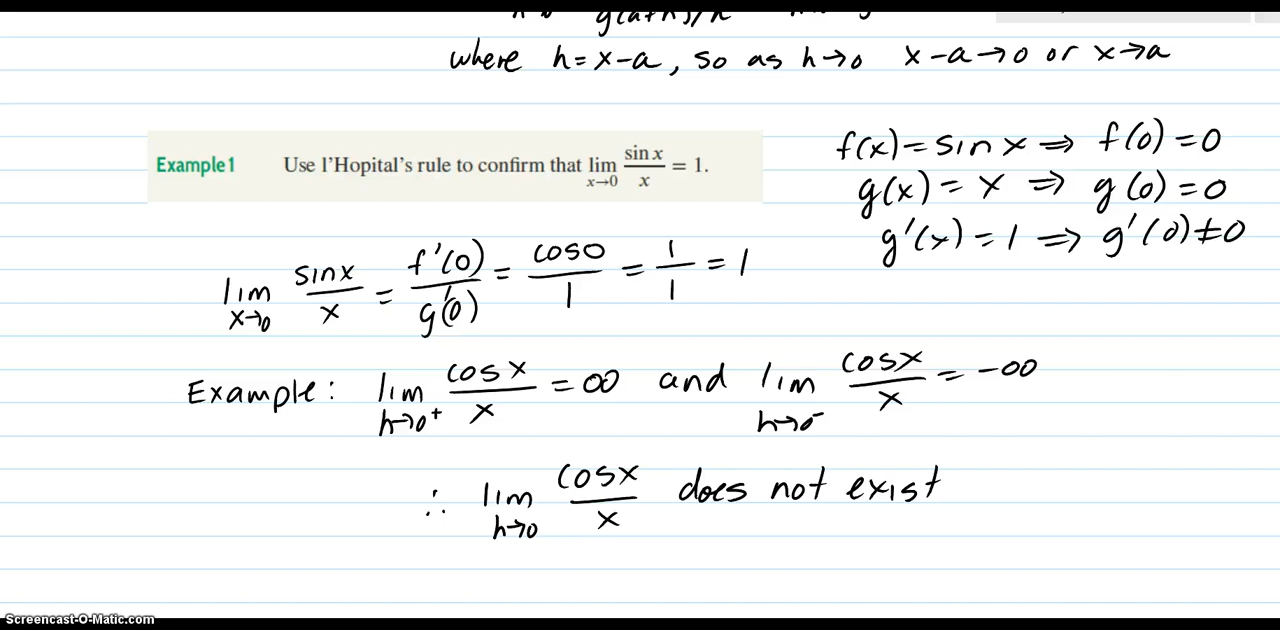 where h=x-a, so as h→0 x-a→0 or x→a
Example 1 Use l'Hopital's rule to confirm that lim x→0 sin x / x = 1.
f(x)=sin x ⇒ f(0)=0
g(x)=x ⇒ g(0)=0
g'(x)=1 ⇒ g'(0)≠0
lim x→0 sinx / x = f'(0) / g'(0) = cos0 / 1 = 1 / 1 = 1
Example: lim h→0+ cosx / x = ∞ and lim h→0- cosx / x = -∞
∴ lim h→0 cosx / x does not exist
Screencast-O-Matic.com